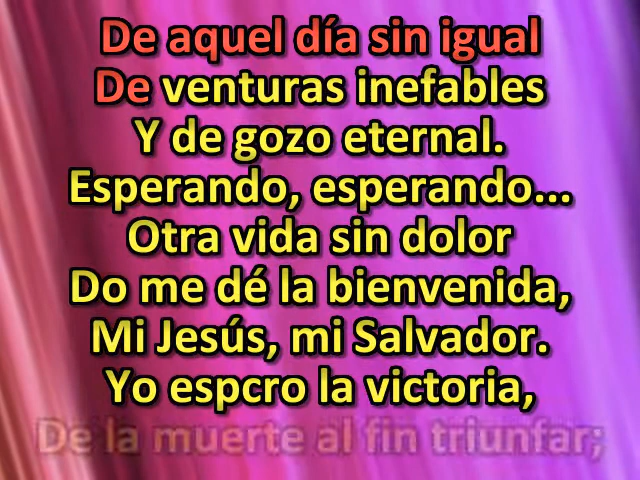 De aquel día sin igual
De venturas inefables
Y de gozo eternal.
Esperando, esperando...
Otra vida sin dolor
Do me dé la bienvenida,
Mi Jesús, mi Salvador.
Yo espcro la victoria,
De la muerte al fin triunfar;